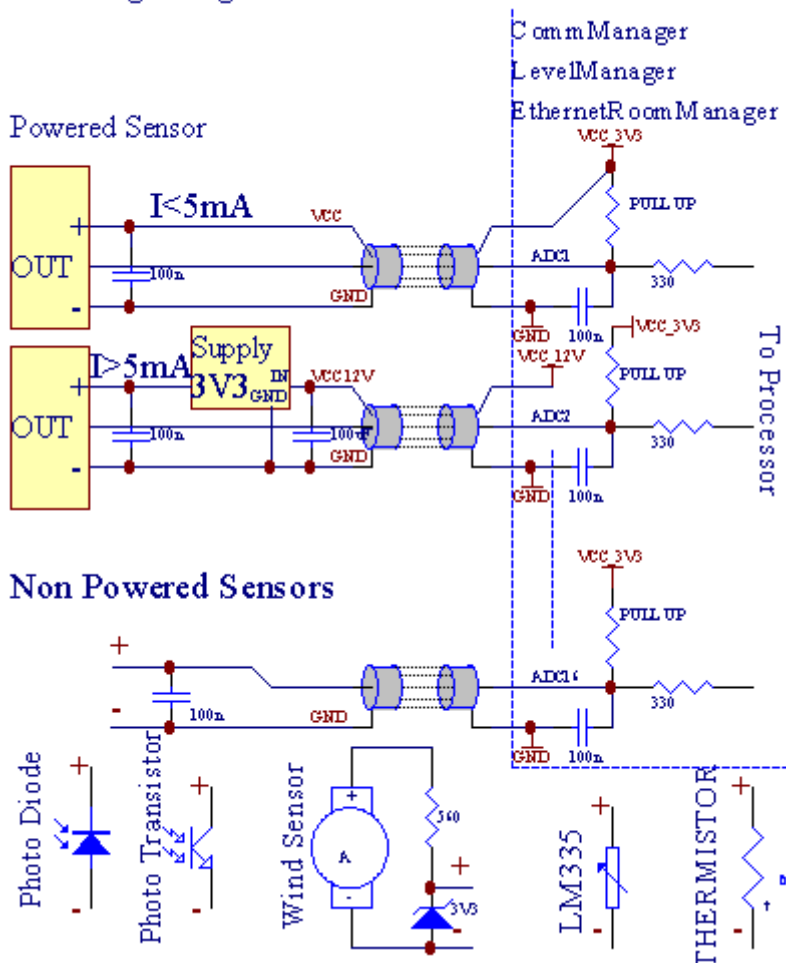 CommManager
LevelManager
EthernetRoomManager
Powered Sensor
VCC_3V3
I<5mA
VCC
PULL UP
+
OUT
100n
ADC1
330
-
GND
GND
100n
VCC_3V3
To Processor
I>5mA
Supply
3V3
IN
GND
VCC12V
VCC_12V
PULL UP
+
OUT
100n
ADC2
330
-
GND
GND
100n
Non Powered Sensors
VCC_3V3
PULL UP
+
ADC16
330
-
100n
GND
GND
100n
Photo Diode
+
-
Photo Transistor
+
-
Wind Sensor
+
A
-
560
+
3V3
-
LM335
+
-
THERMISTOR
+
t
-